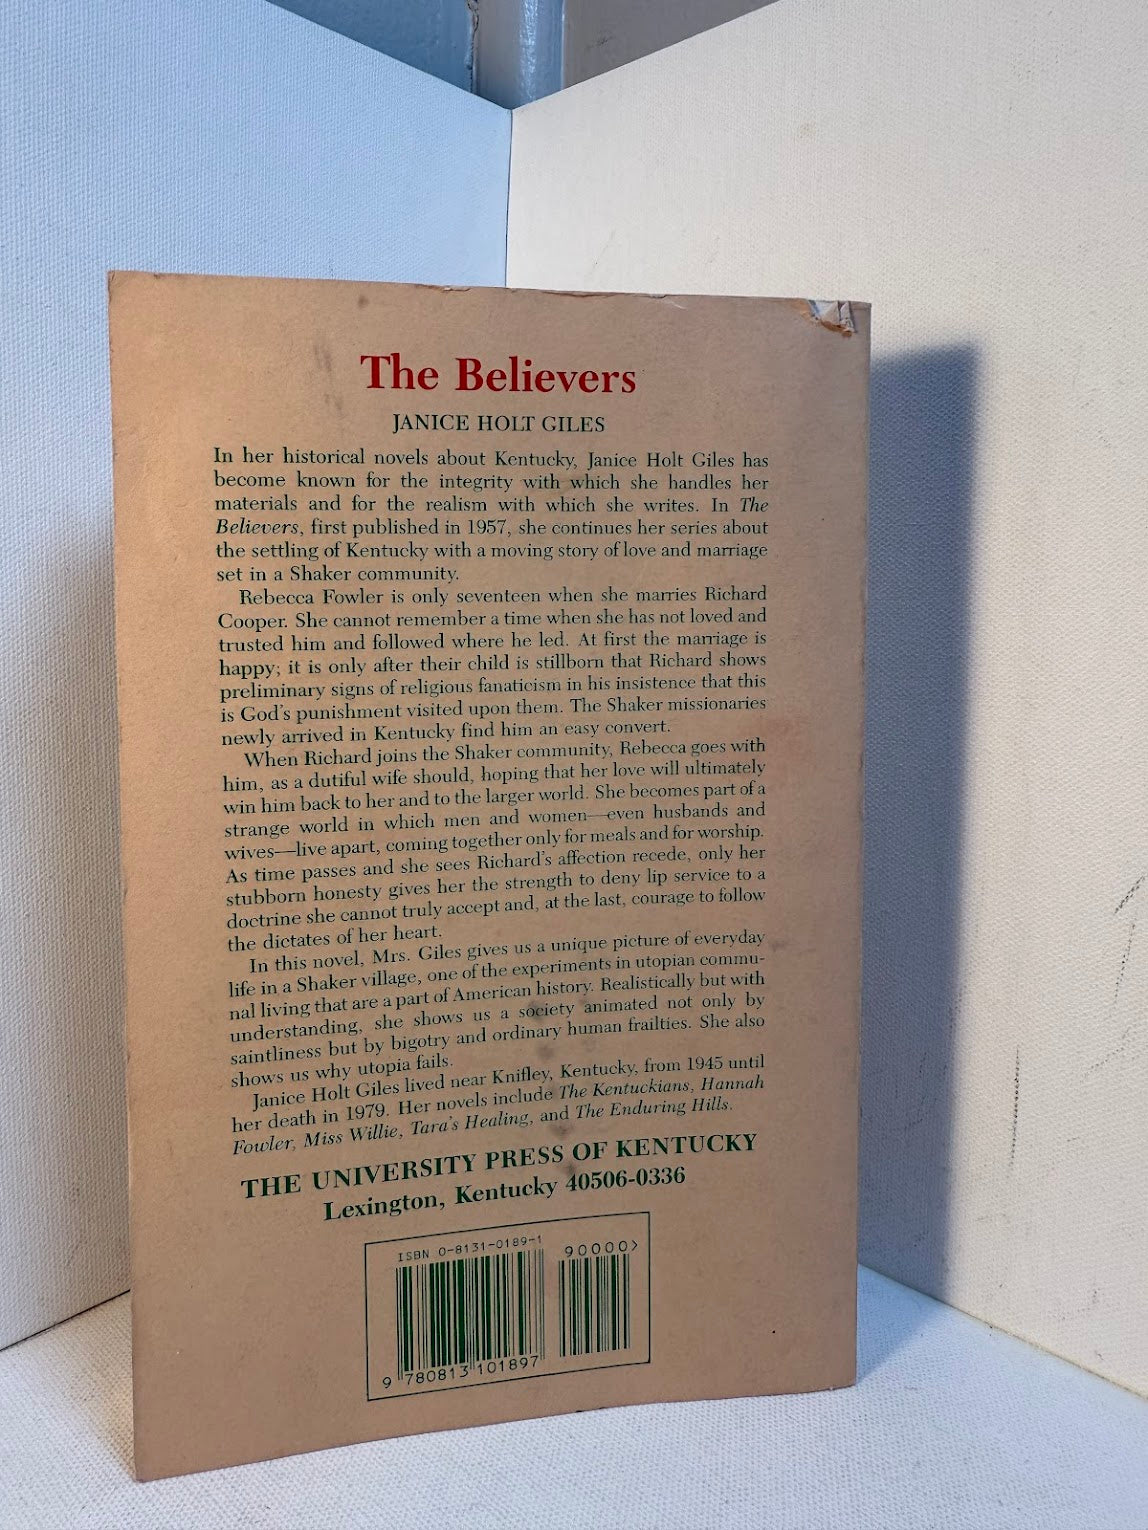 The Believers
JANICE HOLT GILES
In her historical novels about Kentucky, Janice Holt Giles has
become known for the integrity with which she handles her
materials and for the realism with which she writes. In The
Believers, first published in 1957, she continues her series about
the settling of Kentucky with a moving story of love and marriage
set in a Shaker community.
Rebecca Fowler is only seventeen when she marries Richard
Cooper. She cannot remember a time when she has not loved and
trusted him and followed where he led. At first the marriage is
happy; it is only after their child is stillborn that Richard shows
preliminary signs of religious fanaticism in his insistence that this
is God's punishment visited upon them. The Shaker missionaries
newly arrived in Kentucky find him an easy convert.
When Richard joins the Shaker community, Rebecca goes with
him, as a dutiful wife should, hoping that her love will ultimately
win him back to her and to the larger world. She becomes part of a
strange world in which men and women—even husbands and
wives—live apart, coming together only for meals and for worship.
As time passes and she sees Richard's affection recede, only her
stubborn honesty gives her the strength to deny lip service to a
doctrine she cannot truly accept and, at the last, courage to follow
the dictates of her heart.
In this novel, Mrs. Giles gives us a unique picture of everyday
life in a Shaker village, one of the experiments in utopian commu-
nal living that are a part of American history. Realistically but with
understanding, she shows us a society animated not only by
saintliness but by bigotry and ordinary human frailties. She also
shows us why utopia fails.
Janice Holt Giles lived near Knifley, Kentucky, from 1945 until
her death in 1979. Her novels include The Kentuckians, Hannah
Fowler, Miss Willie, Tara's Healing, and The Enduring Hills.
THE UNIVERSITY PRESS OF KENTUCKY
Lexington, Kentucky 40506-0336
ISBN 0-8131-0189-1
90000>
9 780813 101897